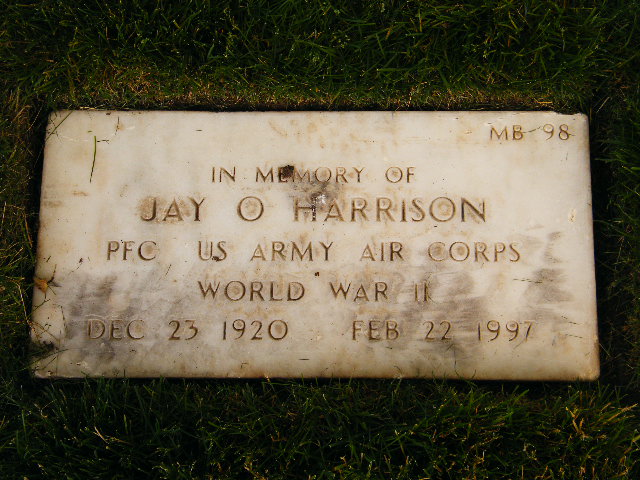 MB 98
IN MEMORY OF
JAY O HARRISON
PFC US ARMY AIR CORPS
WORLD WAR II
DEC 23 1920 FEB 22 1997